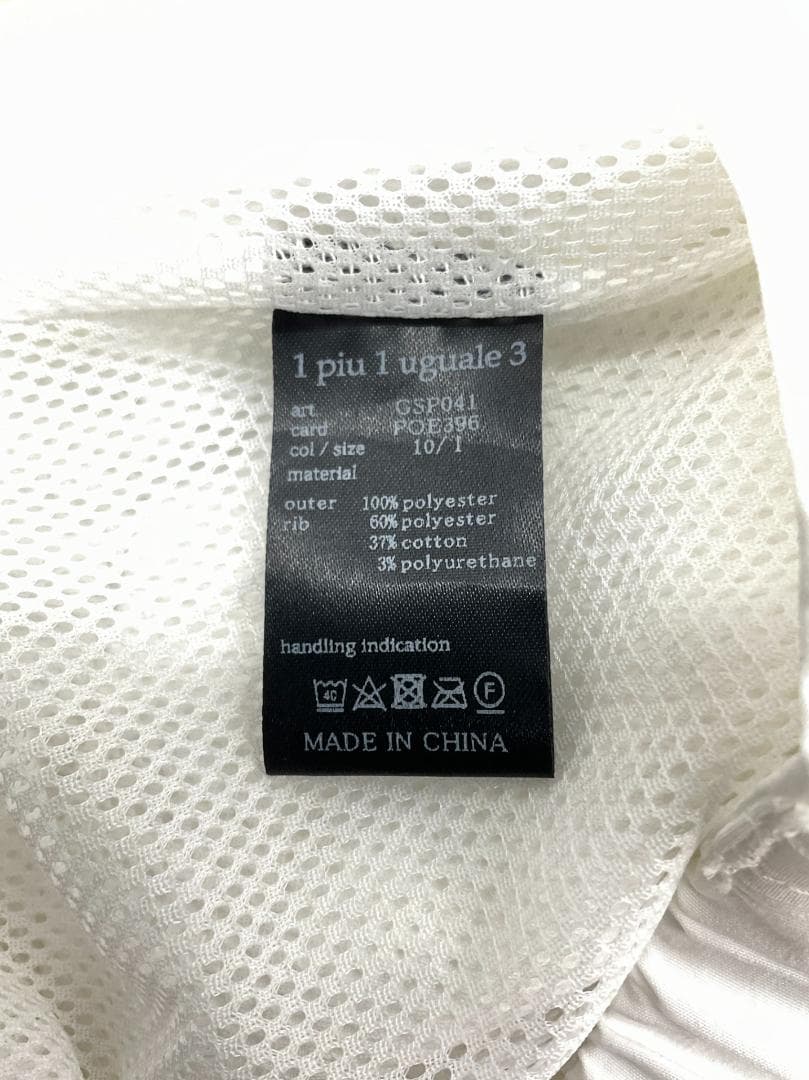 1 piu 1 uguale 3
art GSP041
card POE396
col / size 10/ I
material
outer 100% polyester
rib 60% polyester
37% cotton
3% polyurethane
handling indication
40 F
MADE IN CHINA